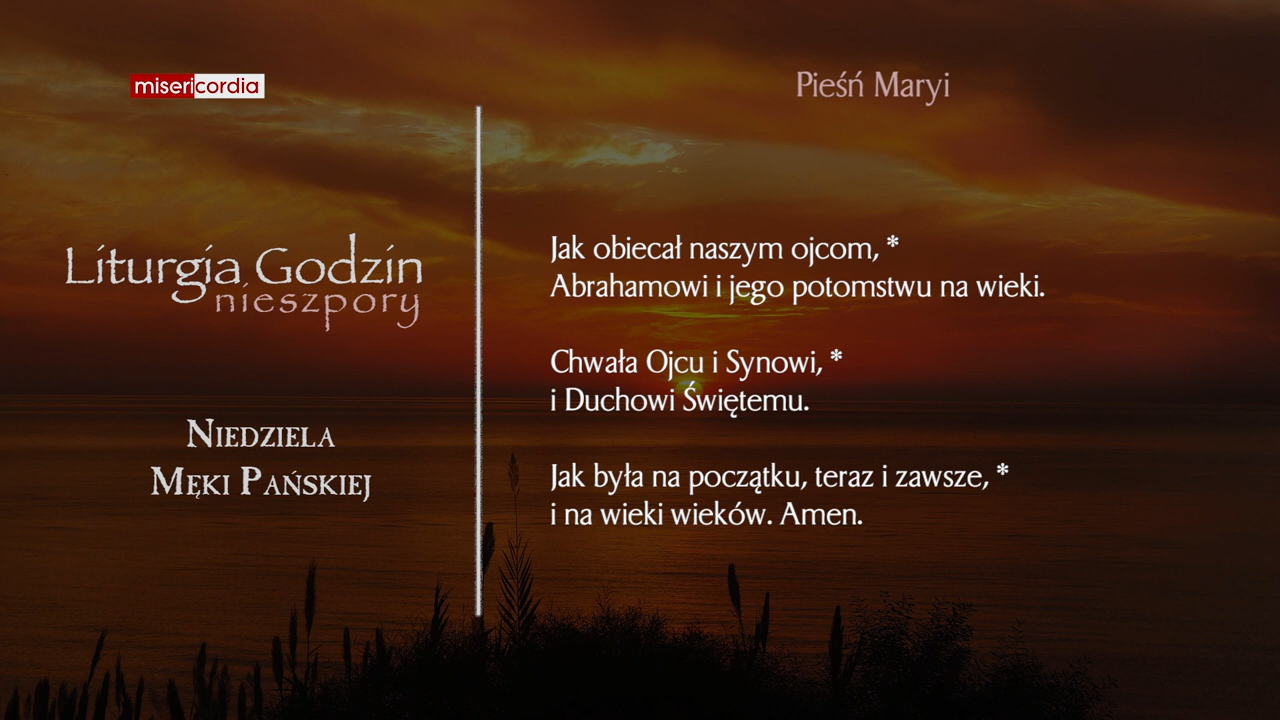 misericordia
Pieśń Maryi
Liturgia Godzin
nieszpory
Niedziela
Męki Pańskiej
Jak obiecał naszym ojcom, *
Abrahamowi i jego potomstwu na wieki.
Chwała Ojcu i Synowi, *
i Duchowi Świętemu.
Jak była na początku, teraz i zawsze, *
i na wieki wieków. Amen.